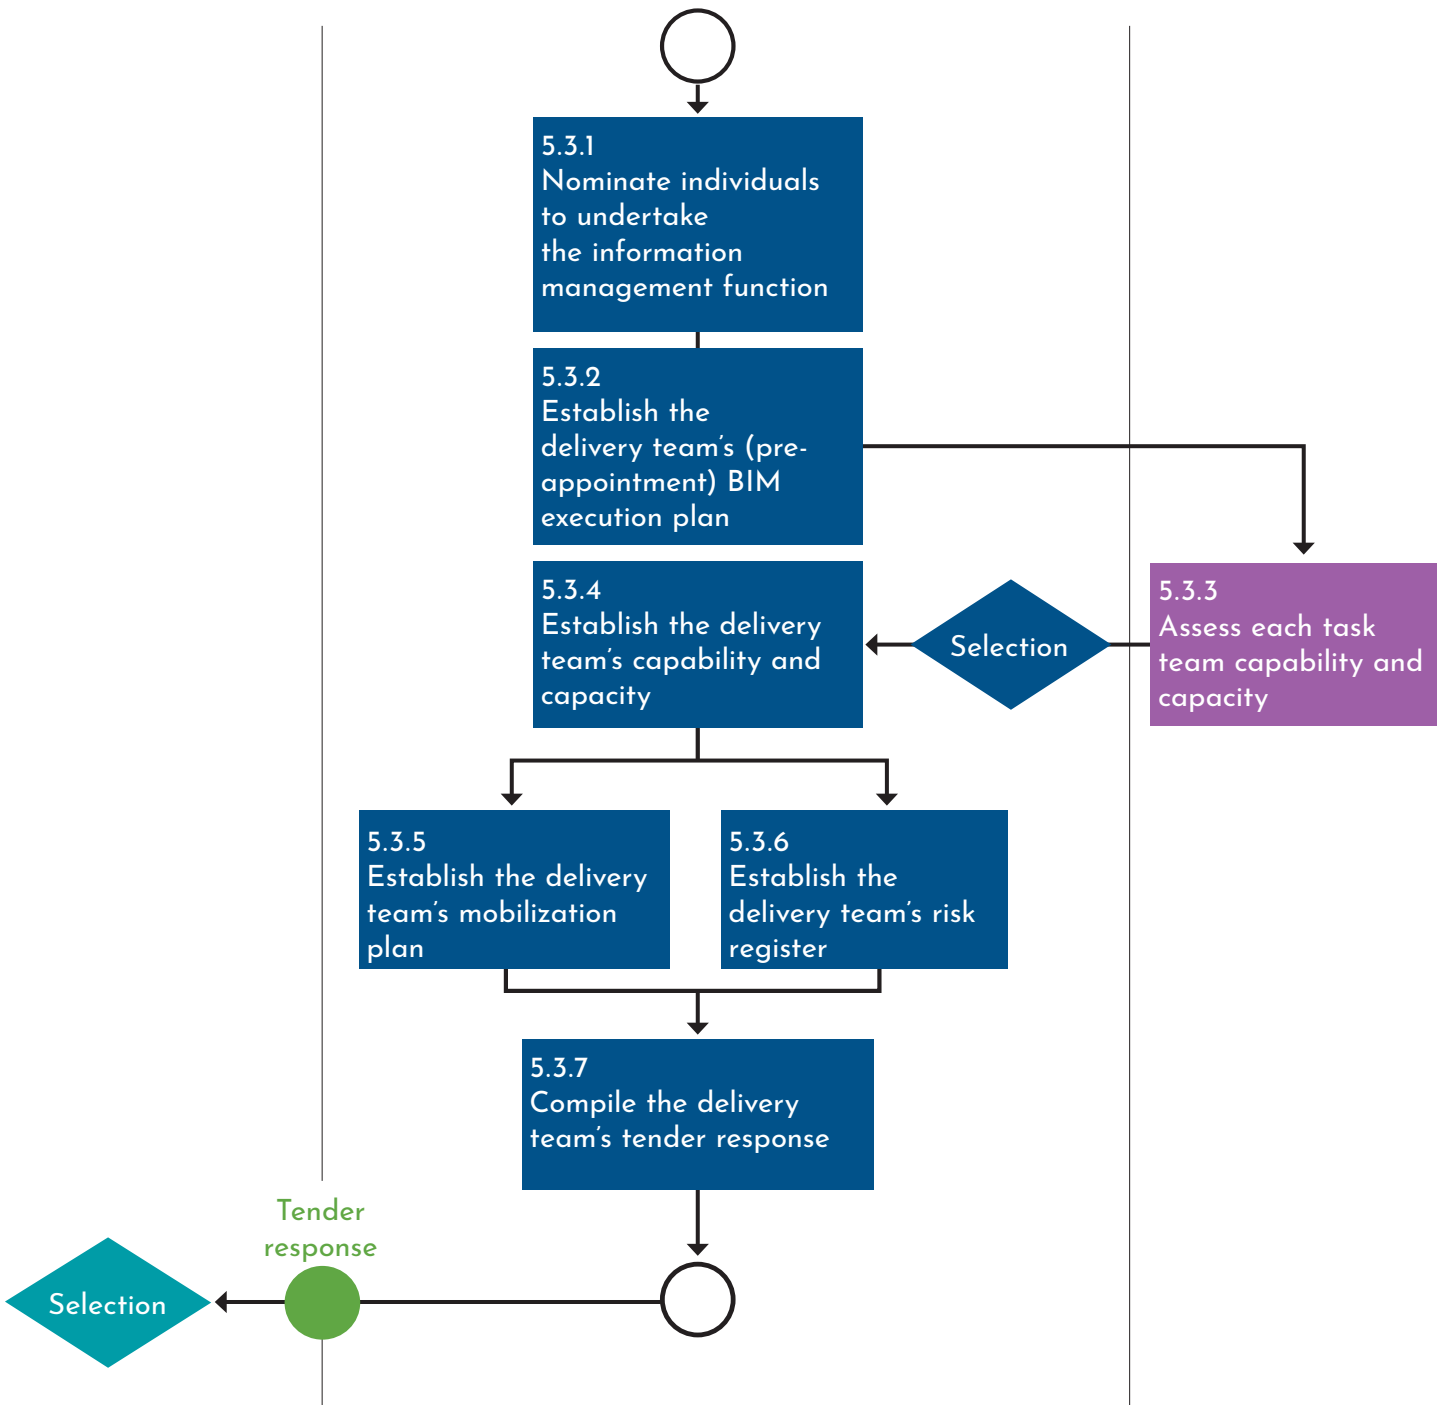 5.3.1
Nominate individuals
to undertake
the information
management function
5.3.2
Establish the
delivery team's (pre-
appointment) BIM
execution plan
5.3.3
Assess each task
team capability and
capacity
Selection
5.3.4
Establish the delivery
team's capability and
capacity
5.3.5
Establish the delivery
team's mobilization
plan
5.3.6
Establish the
delivery team's risk
register
5.3.7
Compile the delivery
team's tender response
Tender
response
Selection